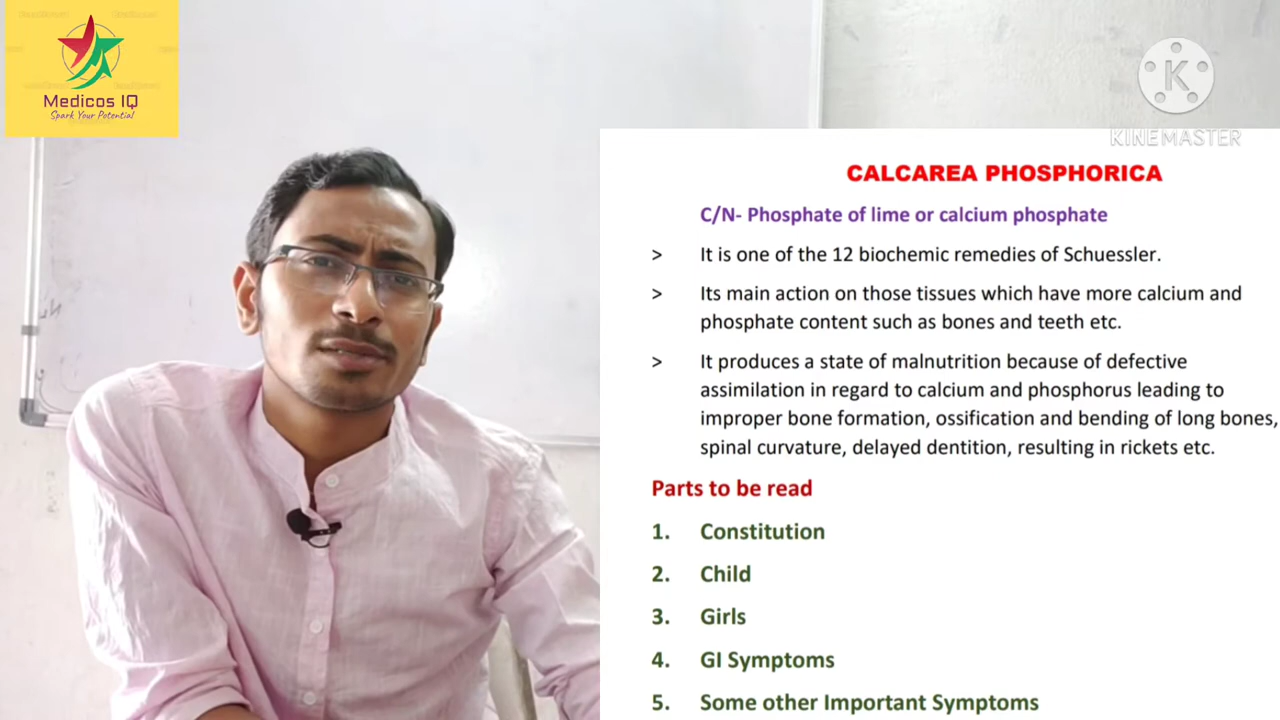 Medicos IQ
Spark Your Potential
K
KINEMASTER
CALCAREA PHOSPHORICA
C/N- Phosphate of lime or calcium phosphate
> It is one of the 12 biochemic remedies of Schuessler.
> Its main action on those tissues which have more calcium and
phosphate content such as bones and teeth etc.
> It produces a state of malnutrition because of defective
assimilation in regard to calcium and phosphorus leading to
improper bone formation, ossification and bending of long bones,
spinal curvature, delayed dentition, resulting in rickets etc.
Parts to be read
1. Constitution
2. Child
3. Girls
4. GI Symptoms
5. Some other Important Symptoms